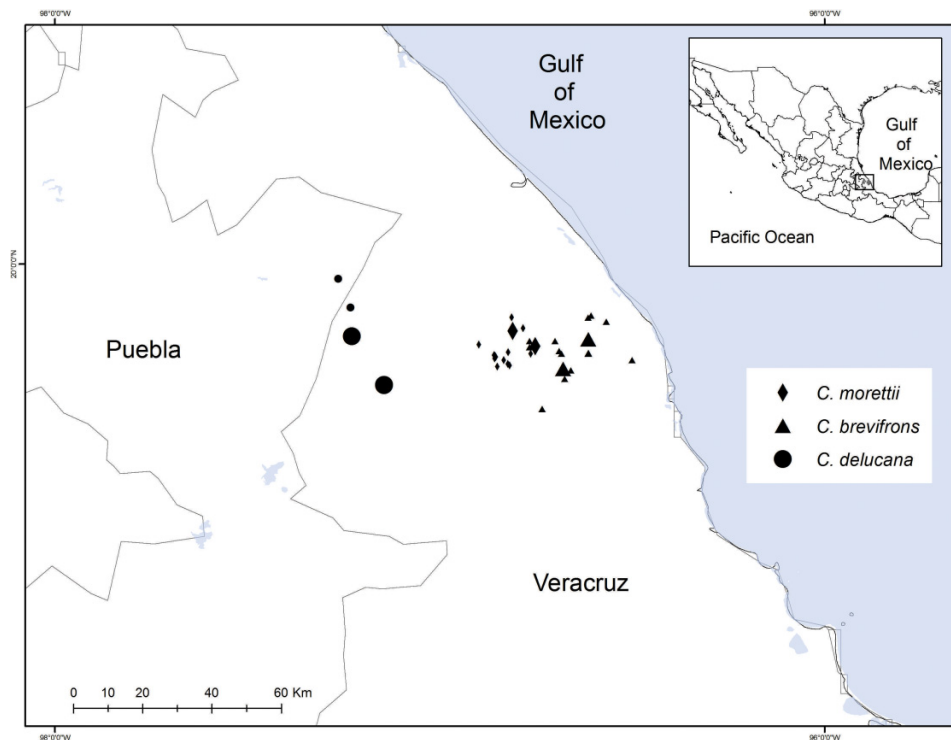 98°0'0"W
96°0'0"W
Gulf
of
Mexico
Gulf
of
Mexico
Pacific Ocean
20°0'0"N
Puebla
C. morettii
C. brevifrons
C. delucana
Veracruz
0 10 20 40 60 Km
98°0'0"W
96°0'0"W